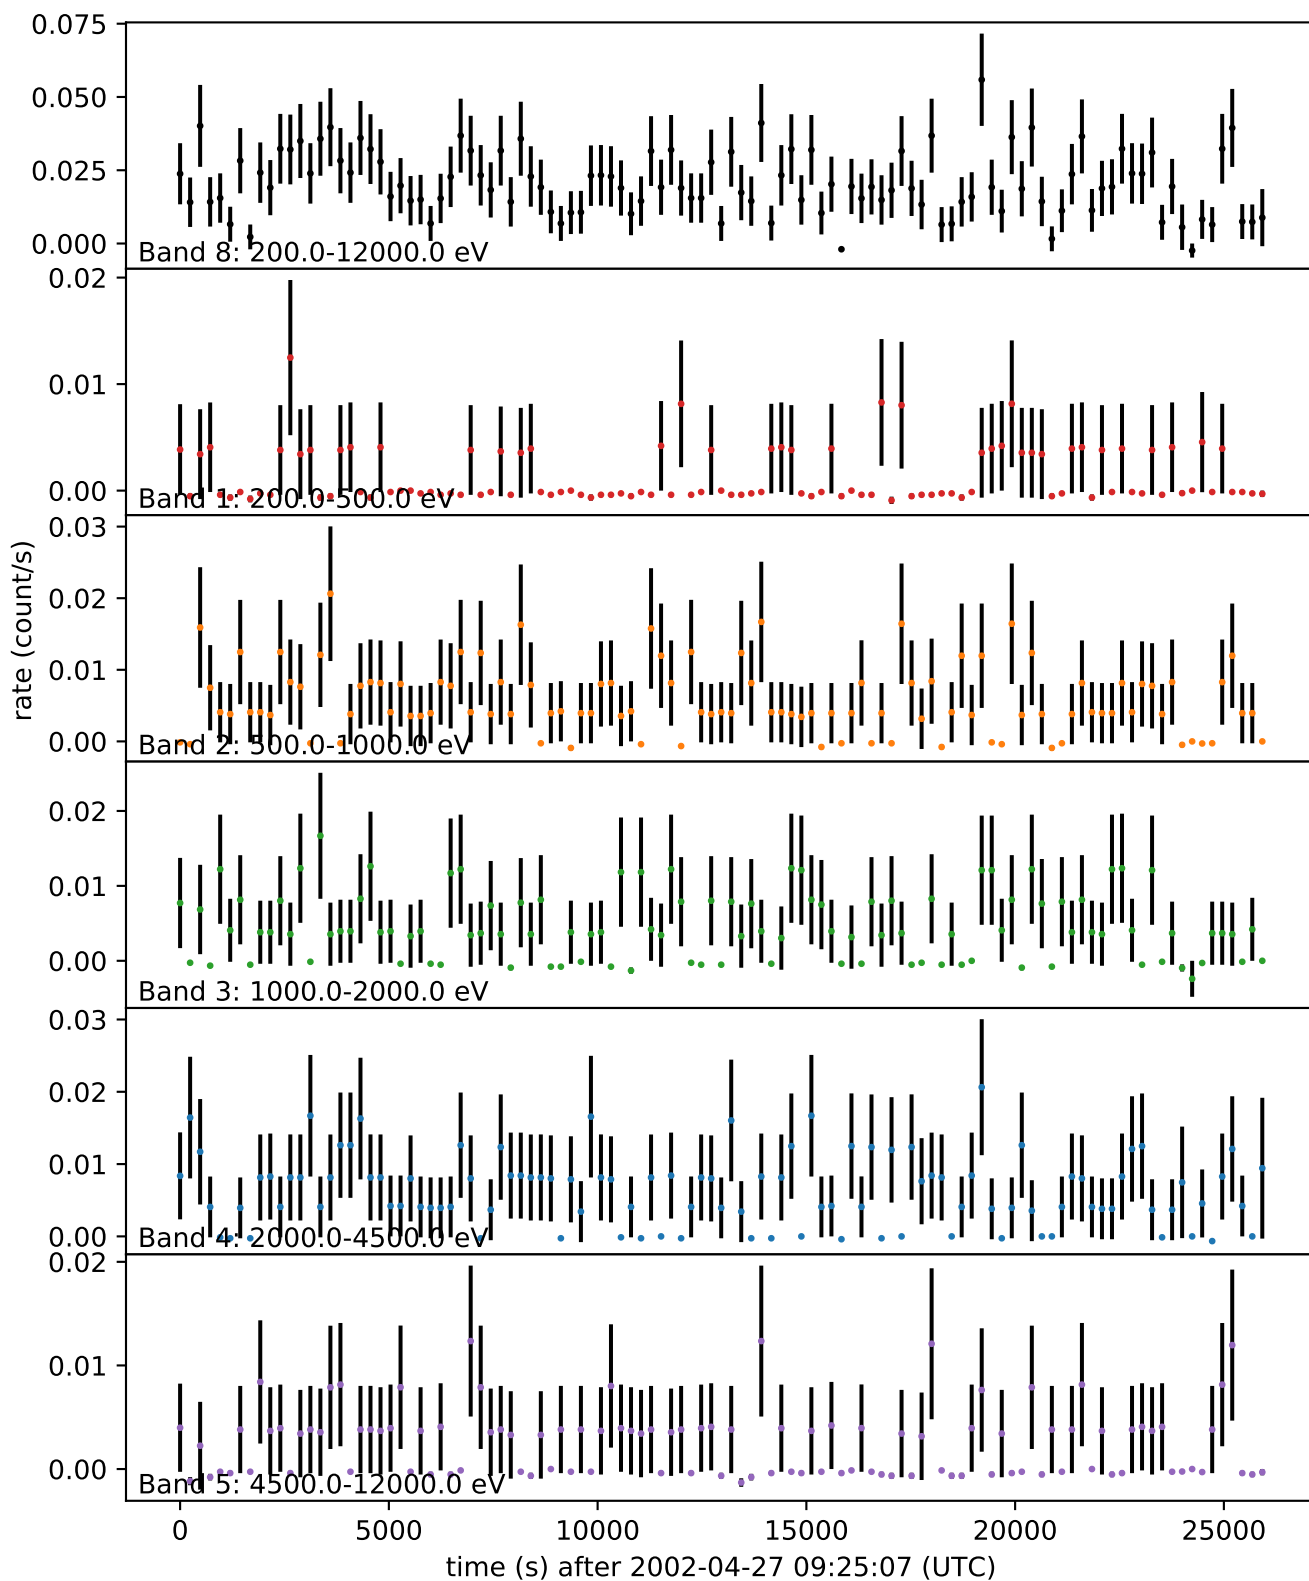 0.075
0.050
0.025
0.000
Band 8: 200.0-12000.0 eV
0.02
0.01
0.00
Band 1: 200.0-500.0 eV
0.03
0.02
0.01
0.00
Band 2: 500.0-1000.0 eV
rate (count/s)
0.02
0.01
0.00
Band 3: 1000.0-2000.0 eV
0.03
0.02
0.01
0.00
Band 4: 2000.0-4500.0 eV
0.02
0.01
0.00
Band 5: 4500.0-12000.0 eV
0 5000 10000 15000 20000 25000
time (s) after 2002-04-27 09:25:07 (UTC)